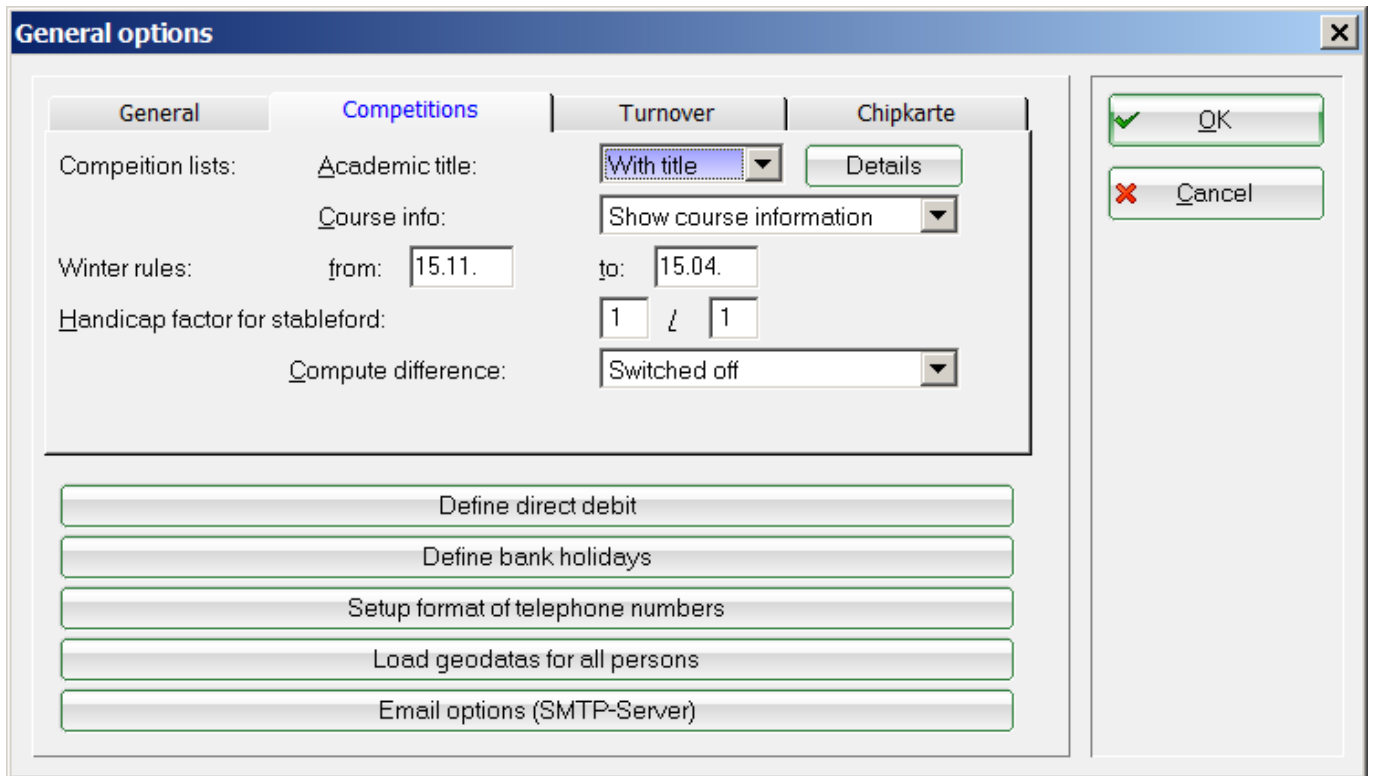 General options
General Competitions Turnover Chipkarte
Compeition lists: Academic title: With title Details
Course info: Show course information
Winter rules: from: 15.11. to: 15.04.
Handicap factor for stableford: 1 / 1
Compute difference: Switched off
Define direct debit
Define bank holidays
Setup format of telephone numbers
Load geodatas for all persons
Email options (SMTP-Server)
OK
Cancel